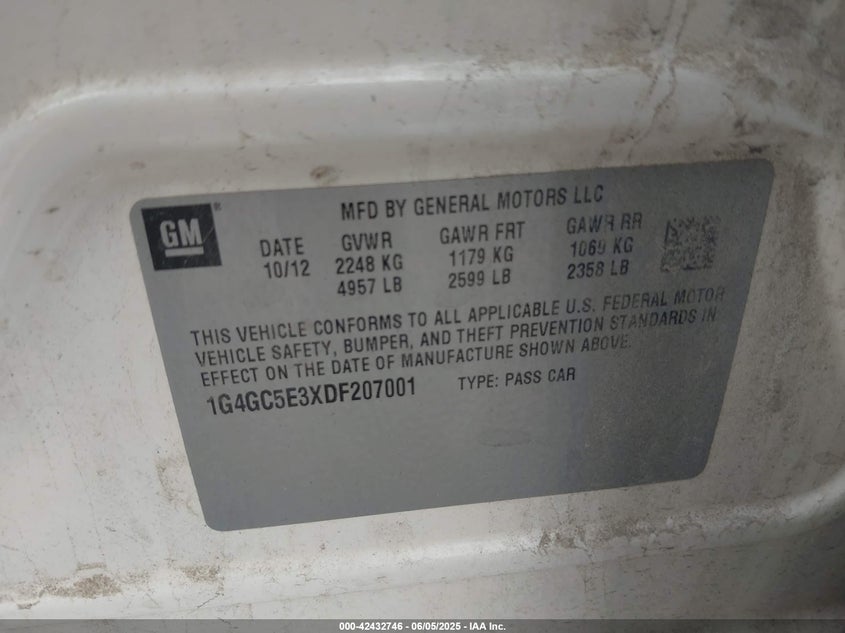 GM ®
MFD BY GENERAL MOTORS LLC
DATE GVWR GAWR FRT GAWR RR
10/12 2248 KG 1179 KG 1069 KG
4957 LB 2599 LB 2358 LB
THIS VEHICLE CONFORMS TO ALL APPLICABLE U.S. FEDERAL MOTOR
VEHICLE SAFETY, BUMPER, AND THEFT PREVENTION STANDARDS IN
EFFECT ON THE DATE OF MANUFACTURE SHOWN ABOVE.
1G4GC5E3XDF207001 TYPE: PASS CAR
000-42432746 - 06/05/2025 - IAA Inc.